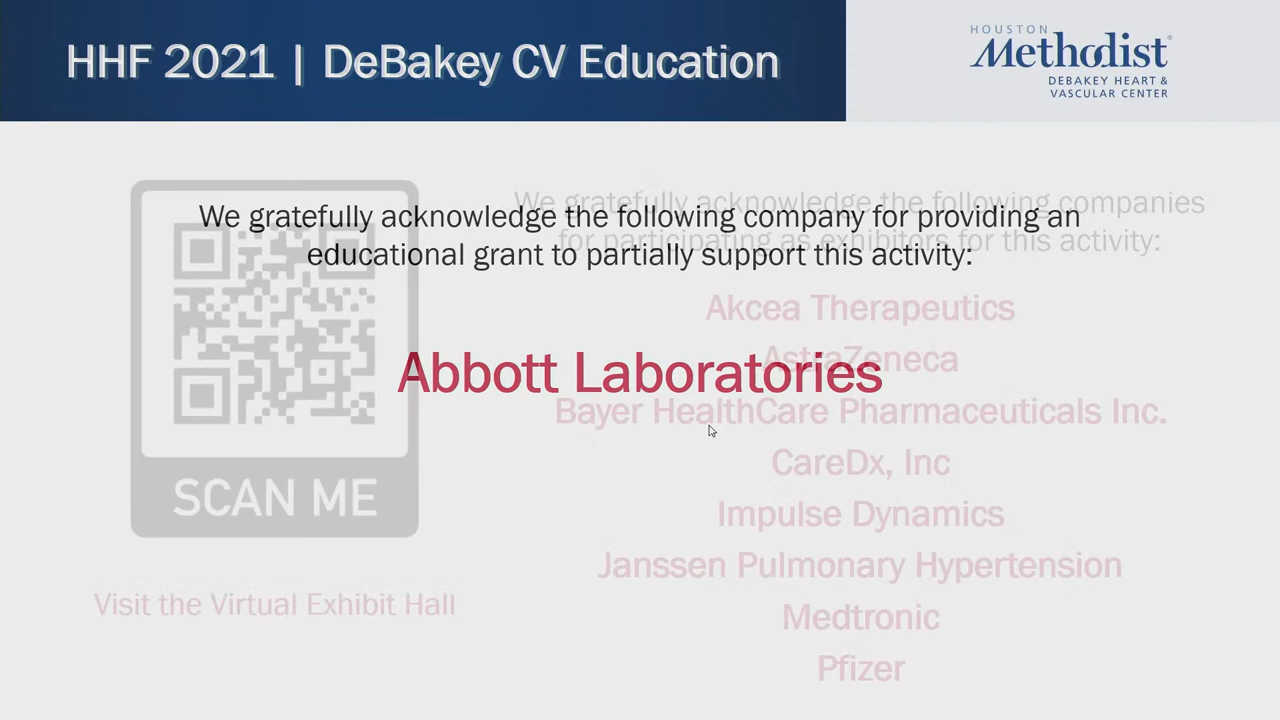 HHF 2021 | DeBakey CV Education
HOUSTON
Methodist®
DEBAKEY HEART &
VASCULAR CENTER
We gratefully acknowledge the following company for providing an
educational grant to partially support this activity:
Abbott Laboratories
SCAN ME
Visit the Virtual Exhibit Hall
We gratefully acknowledge the following companies
for participating as exhibitors for this activity:
Akcea Therapeutics
AstraZeneca
Bayer HealthCare Pharmaceuticals Inc.
CareDx, Inc
Impulse Dynamics
Janssen Pulmonary Hypertension
Medtronic
Pfizer